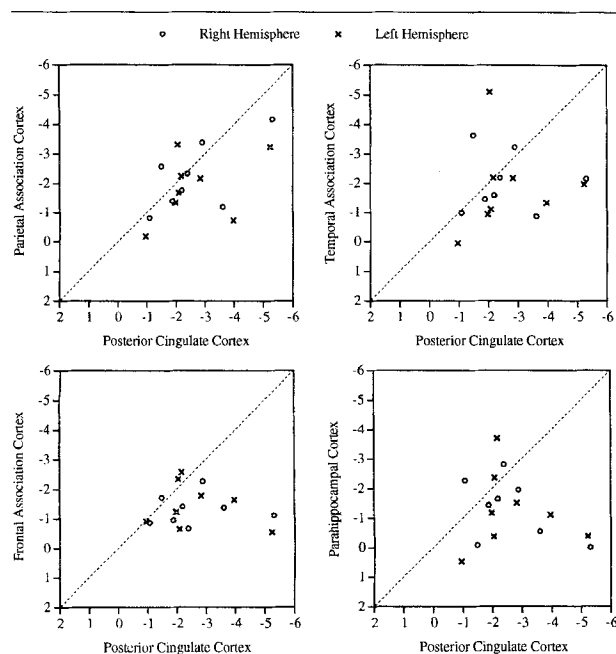 Right Hemisphere Left Hemisphere
-6
-5
-4
-3
-2
-1
0
1
2
Parietal Association Cortex
2 1 0 -1 -2 -3 -4 -5 -6
Posterior Cingulate Cortex
-6
-5
-4
-3
-2
-1
0
1
2
Temporal Association Cortex
2 1 0 -1 -2 -3 -4 -5 -6
Posterior Cingulate Cortex
-6
-5
-4
-3
-2
-1
0
1
2
Frontal Association Cortex
2 1 0 -1 -2 -3 -4 -5 -6
Posterior Cingulate Cortex
-6
-5
-4
-3
-2
-1
0
1
2
Parahippocampal Cortex
2 1 0 -1 -2 -3 -4 -5 -6
Posterior Cingulate Cortex